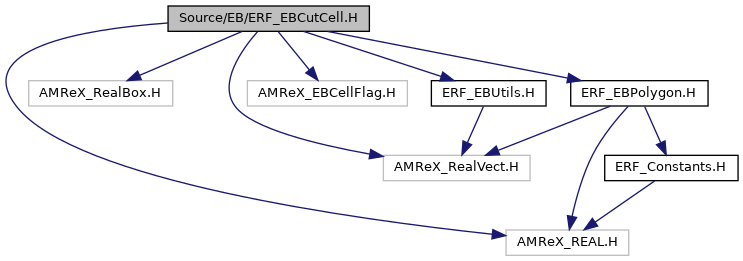 Source/EB/ERF_EBCutCell.H
AMReX_RealBox.H
AMReX_EBCellFlag.H
ERF_EBUtils.H
ERF_EBPolygon.H
AMReX_RealVect.H
ERF_Constants.H
AMReX_REAL.H